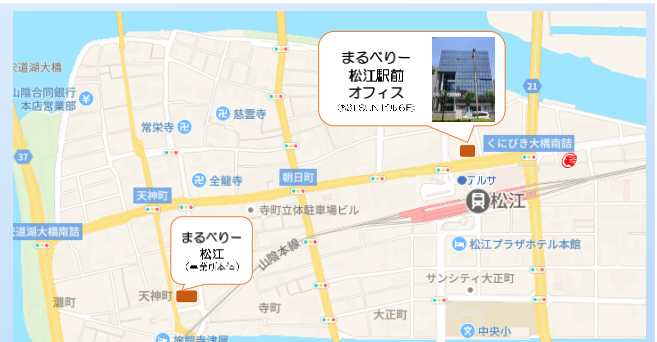 まるべりー
松江駅前
オフィス
道湖大橋
山陰合同銀行
本店営業部
慈雲寺
常栄寺
21
くにびき大橋南詰
37
全龍寺
朝日町
天神町
テルサ
松江
寺町立体駐車場ビル
道湖大橋南詰
まるべりー
松江
山陰本線
松江プラザホテル本館
サンシティ大正町
灘町
天神町
寺町
大正町
中央小
旅館寺津屋